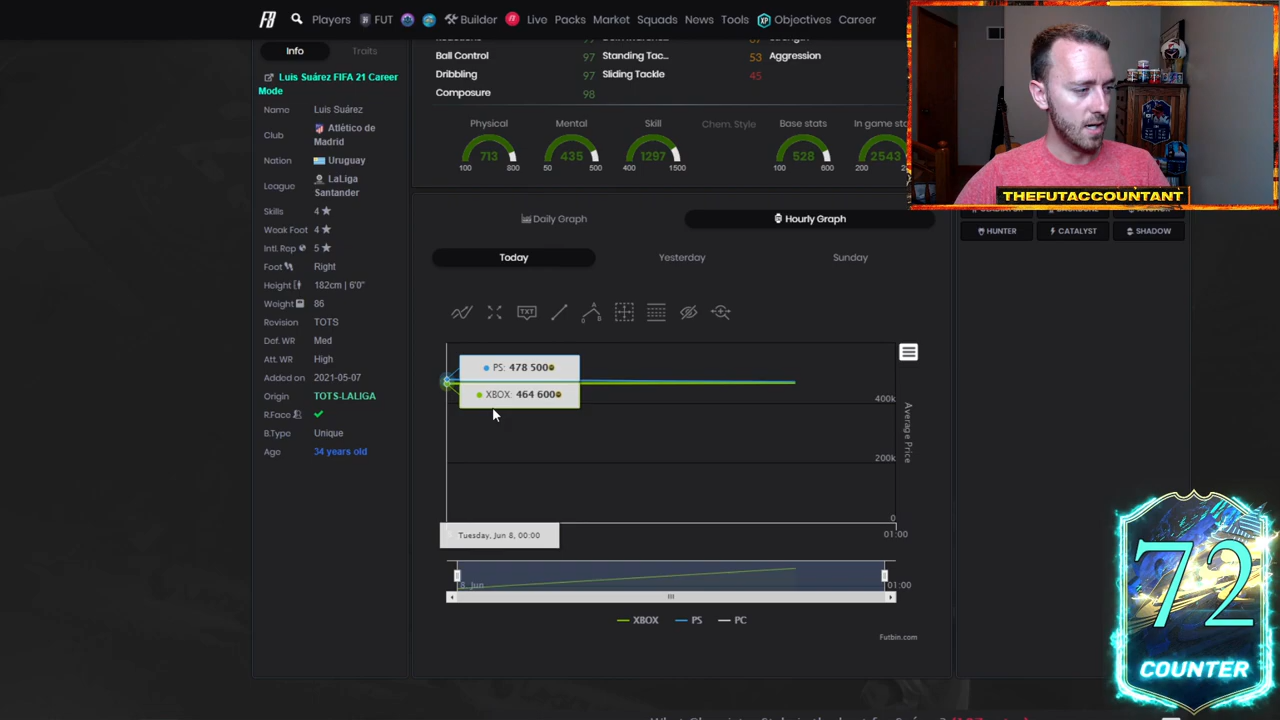 F8 Players FUT Builder Live Packs Market Squads News Tools XP Objectives Career
Info Traits
Luis Suárez FIFA 21 Career
Mode
Name Luis Suárez
Club Atlético de
Madrid
Nation Uruguay
League LaLiga
Santander
Skills 4
Weak Foot 4
Intl. Rep 5
Foot Right
Height 182cm | 6'0"
Weight 86
Revision TOTS
Def. WR Med
Att. WR High
Added on 2021-05-07
Origin TOTS-LALIGA
R.Face
B.Type Unique
Age 34 years old
Ball Control 97 Standing Tac... 53 Aggression
Dribbling 97 Sliding Tackle 45
Composure 98
Physical Mental Skill Chem. Style Base stats In game sta
713 435 1297 528 2543
100 800 50 500 100 1500 200 600 200
Daily Graph Hourly Graph
Today Yesterday Sunday
TXT
PS: 478 500
XBOX: 464 600
400k
200k
0
Average Price
Tuesday, Jun 8, 00:00
01:00
8. Jun
01:00
XBOX PS PC
Futbin.com
HUNTER CATALYST SHADOW
THEFUTACCOUNTANT
72
COUNTER